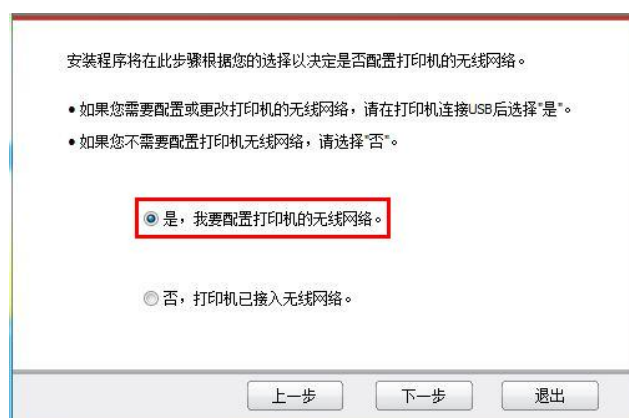 安装程序将在此步骤根据您的选择以决定是否配置打印机的无线网络。
•如果您需要配置或更改打印机的无线网络，请在打印机连接USB后选择"是"。
•如果您不需要配置打印机无线网络，请选择"否"。
是，我要配置打印机的无线网络。
否，打印机已接入无线网络。
上一步 下一步 退出